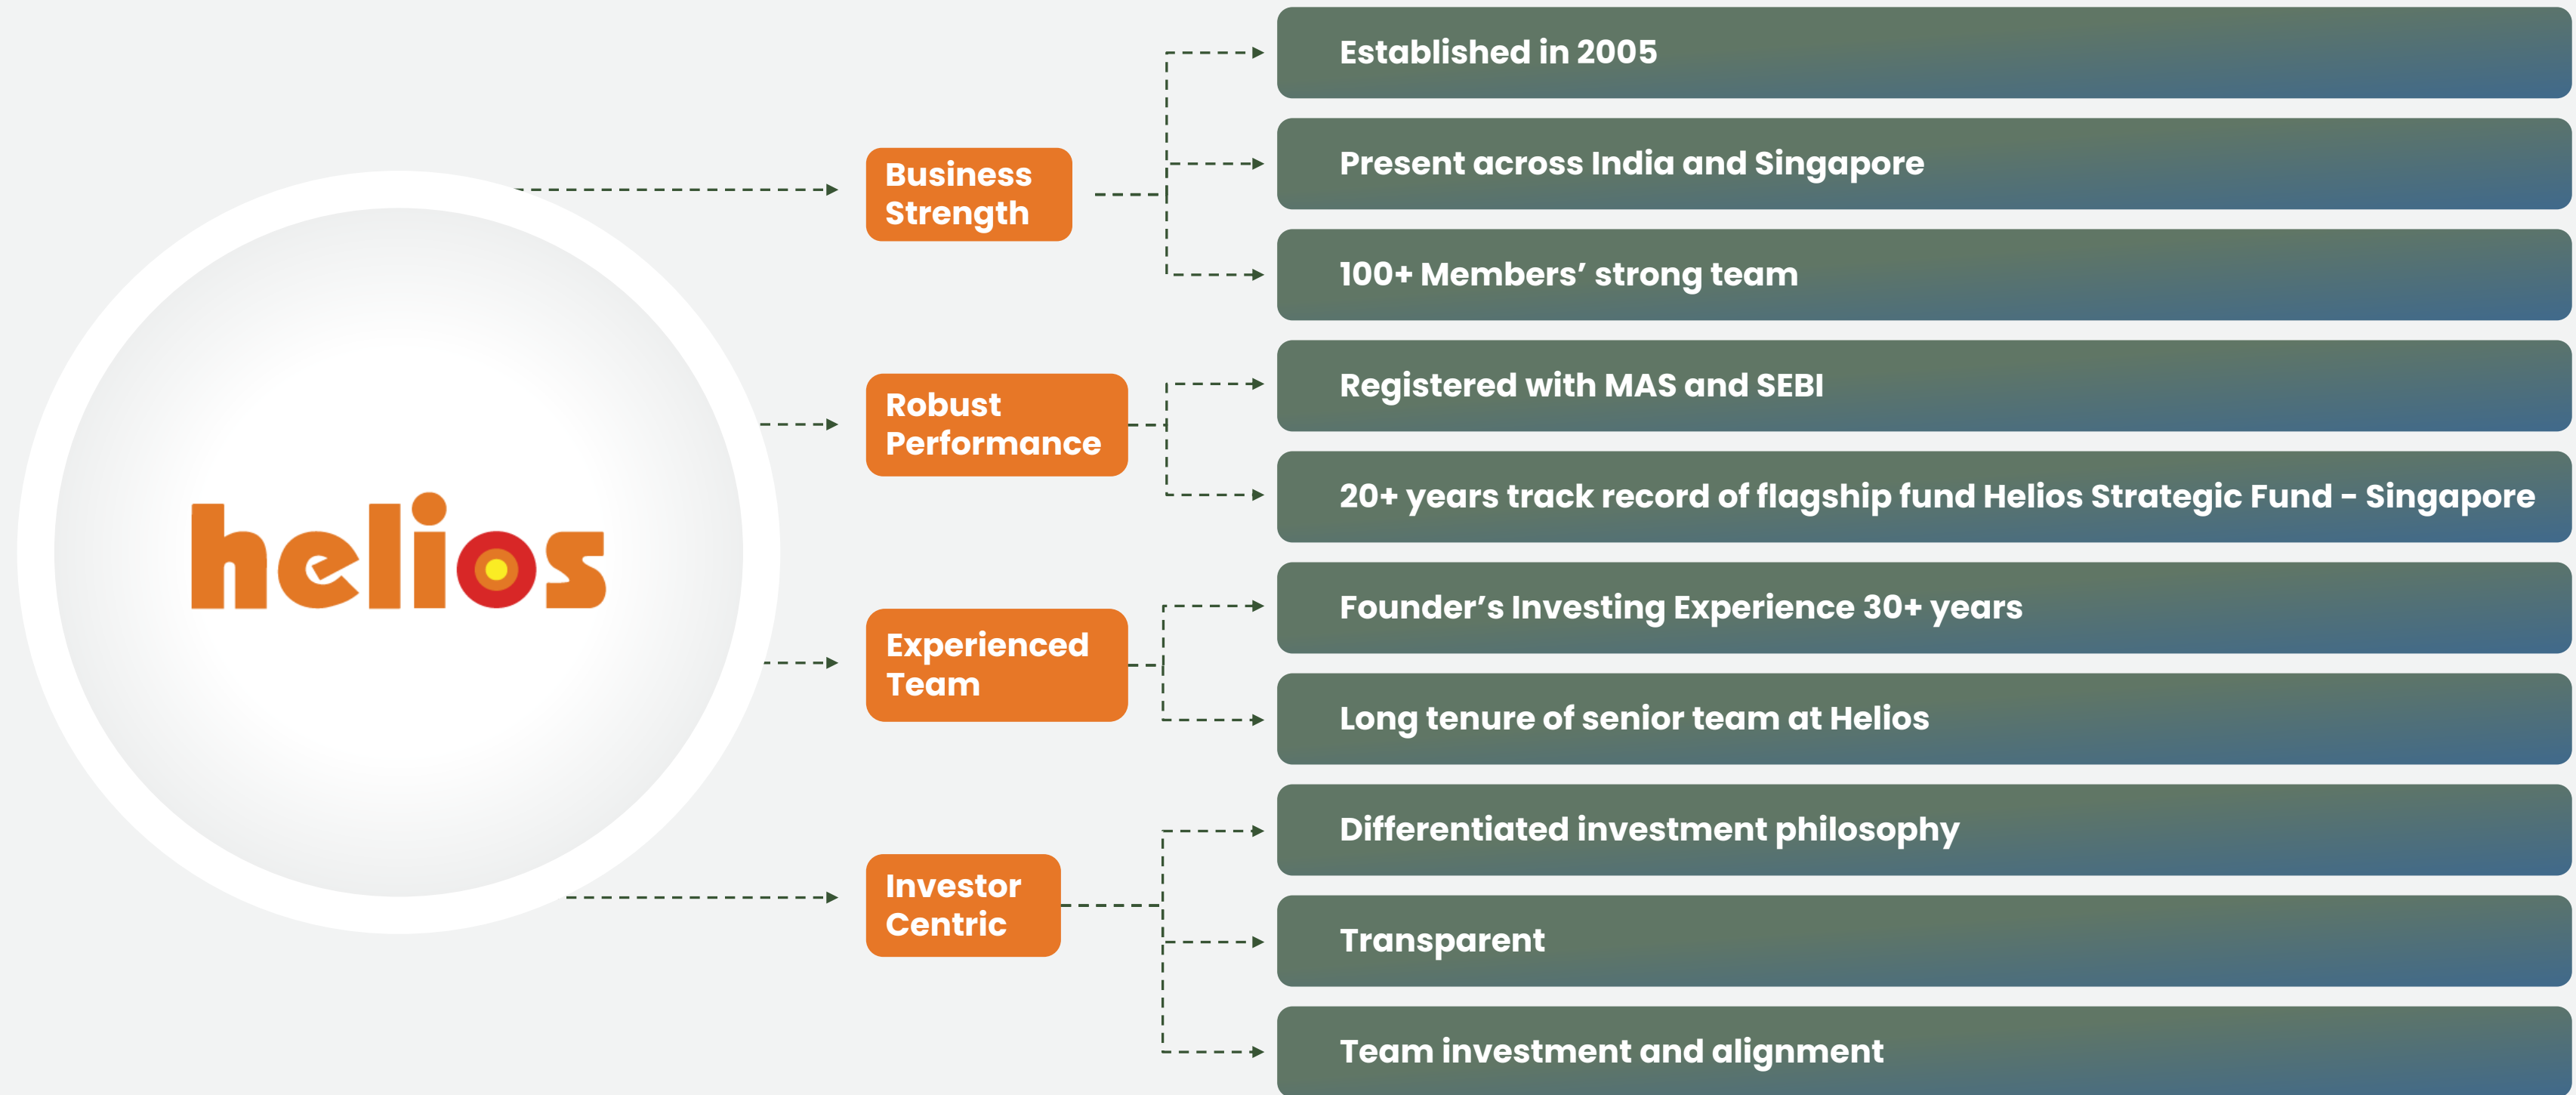 helios
Business
Strength
Established in 2005
Present across India and Singapore
100+ Members’ strong team
Robust
Performance
Registered with MAS and SEBI
20+ years track record of flagship fund Helios Strategic Fund - Singapore
Experienced
Team
Founder’s Investing Experience 30+ years
Long tenure of senior team at Helios
Investor
Centric
Differentiated investment philosophy
Transparent
Team investment and alignment